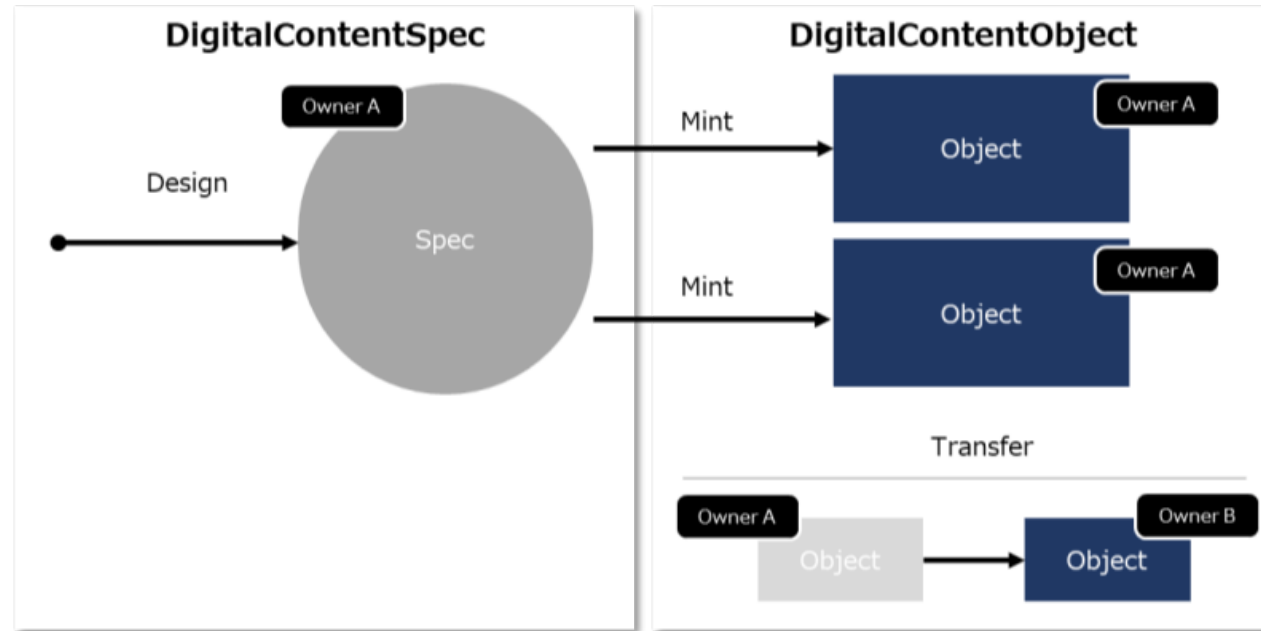 DigitalContentSpec
Owner A
Design
Spec
DigitalContentObject
Mint
Owner A
Object
Mint
Owner A
Object
Transfer
Owner A
Object
Owner B
Object